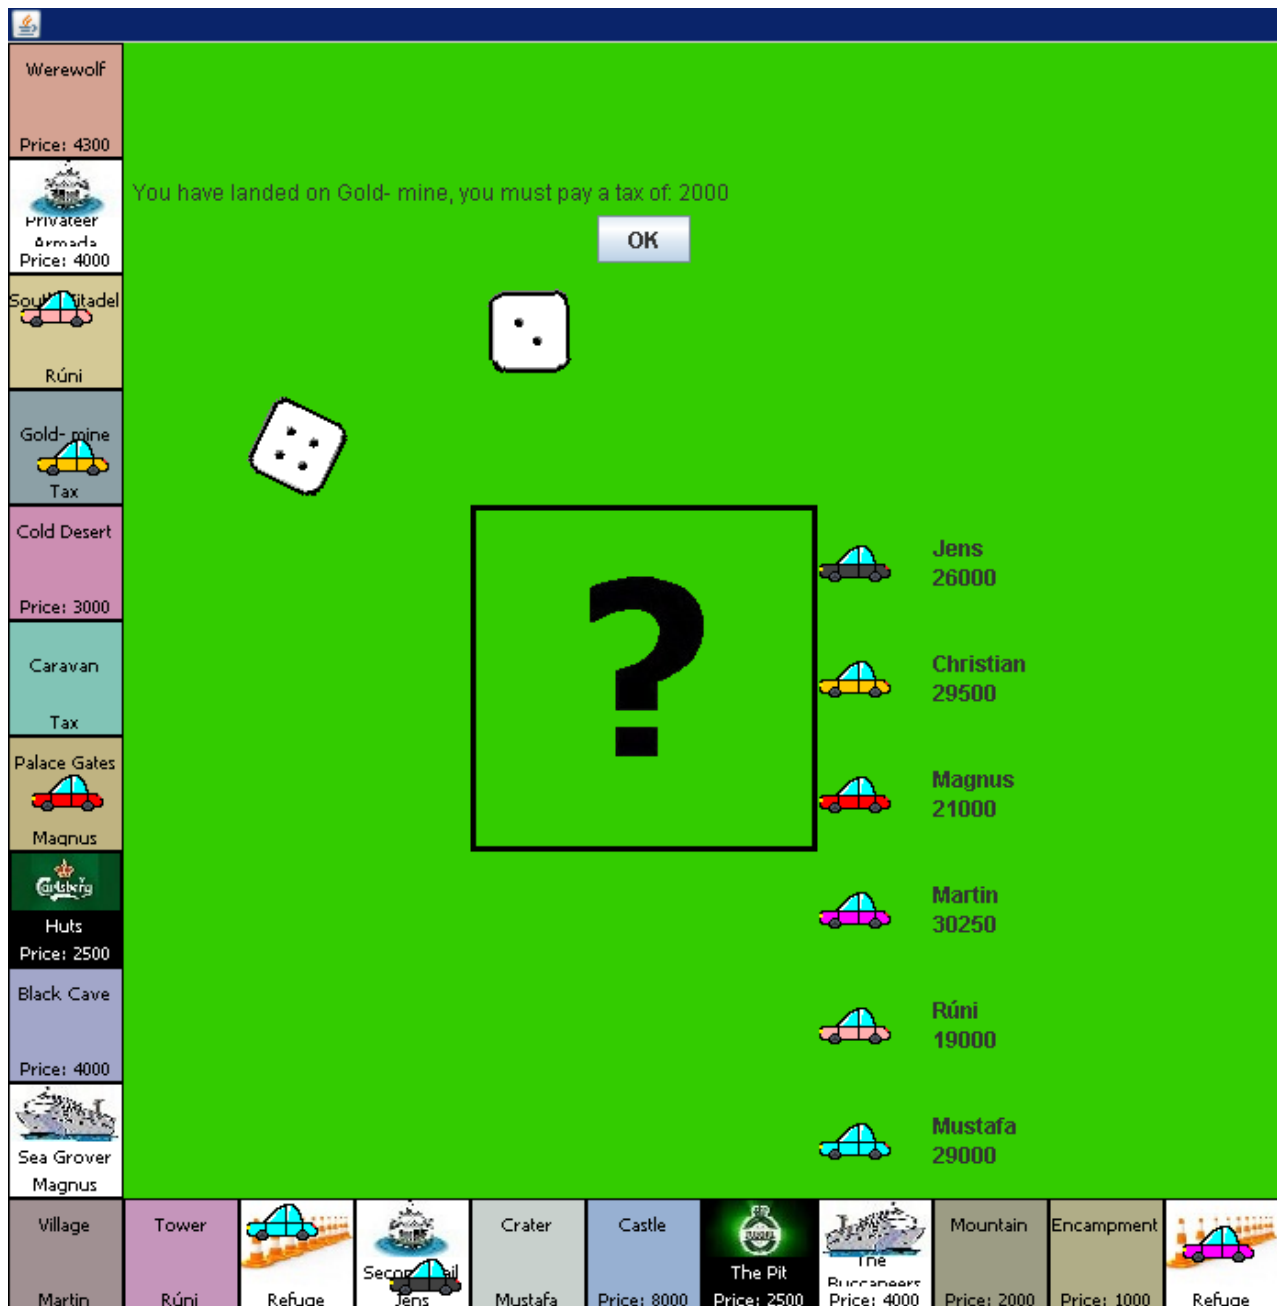 Werewolf
Price: 4300
You have landed on Gold- mine, you must pay a tax of: 2000
OK
Privateer
Armada
Price: 4000
Rúni
Gold- mine
Tax
Cold Desert
Price: 3000
Caravan
Tax
Palace Gates
Magnus
Carlsberg
Huts
Price: 2500
Black Cave
Price: 4000
Sea Grover
Magnus
?
Jens
26000
Christian
29500
Magnus
21000
Martin
30250
Rúni
19000
Mustafa
29000
Village
Martin
Tower
Rúni
Refuge
Jens
Crater
Mustafa
Castle
Price: 8000
The Pit
Price: 2500
The
Buccaneers
Price: 4000
Mountain
Price: 2000
Encampment
Price: 1000
Refuge